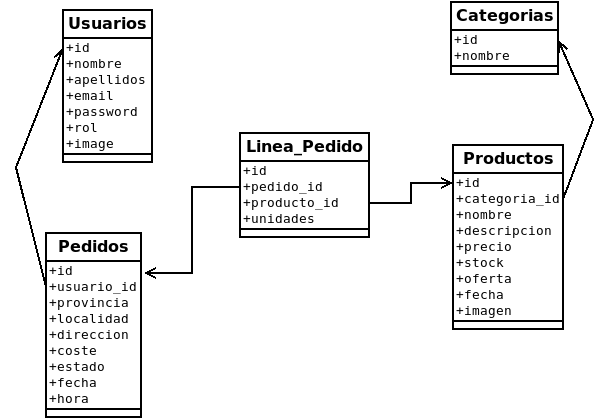 Usuarios
+id
+nombre
+apellidos
+email
+password
+rol
+image
Categorias
+id
+nombre
Linea_Pedido
+id
+pedido_id
+producto_id
+unidades
Productos
+id
+categoria_id
+nombre
+descripcion
+precio
+stock
+oferta
+fecha
+imagen
Pedidos
+id
+usuario_id
+provincia
+localidad
+direccion
+coste
+estado
+fecha
+hora